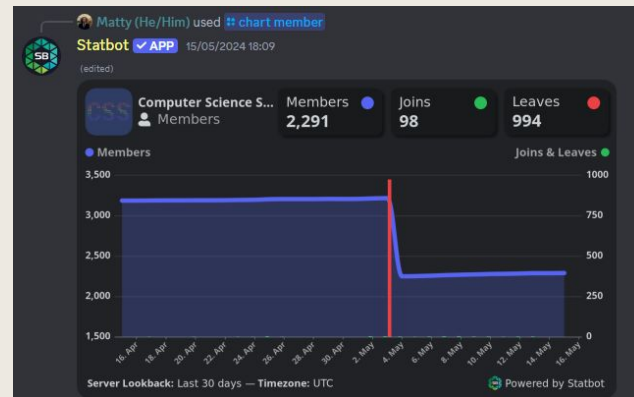 Matty (He/Him) used chart member
SB
Statbot ✓ APP 15/05/2024 18:09
(edited)
CSS
Computer Science S...
Members
Members
2,291
Joins
98
Leaves
994
Members
Joins & Leaves
3,500
3,000
2,500
2,000
1,500
1000
750
500
250
0
16. Apr
18. Apr
20. Apr
22. Apr
24. Apr
26. Apr
28. Apr
30. Apr
2. May
4. May
6. May
8. May
10. May
12. May
14. May
16. May
Server Lookback: Last 30 days — Timezone: UTC
Powered by Statbot